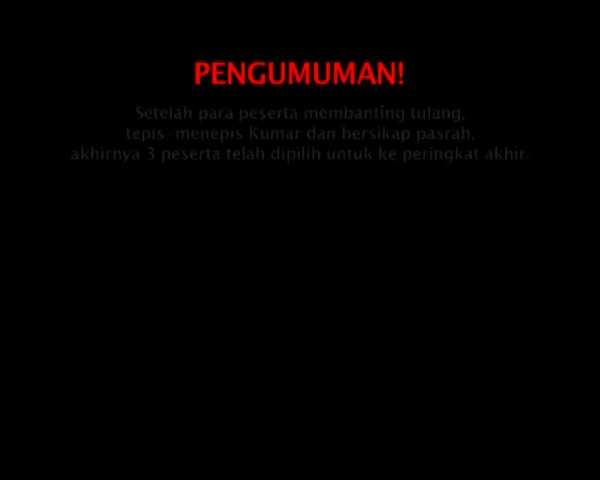 PENGUMUMAN!
Setelah para peserta membanting tulang,
tepis-menepis Kumar dan bersikap pasrah,
akhirnya 3 peserta telah dipilih untuk ke peringkat akhir.